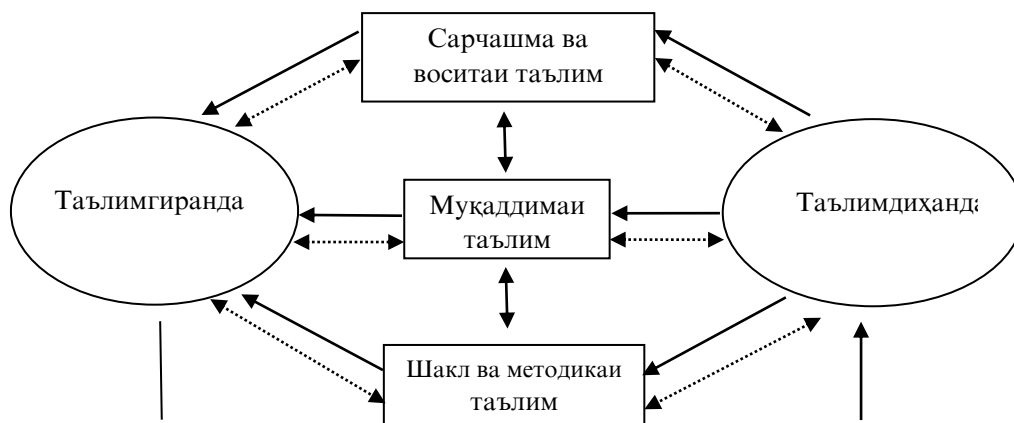 Сарчашма ва
воситаи таълим
Таълимгиранда
Муқаддимаи
таълим
Таълимдиҳанда
Шакл ва методикаи
таълим